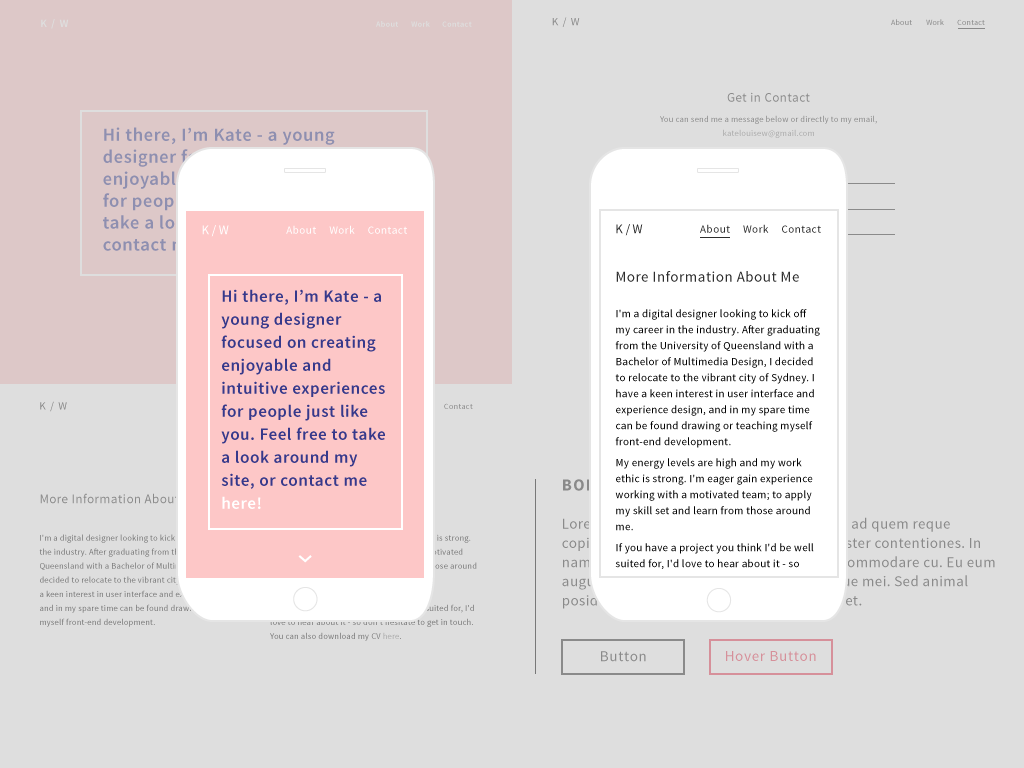 K / W
About Work Contact
Hi there, I'm Kate - a young
designer
enjoyabl
for peop
take a lo
contact
K / W
About Work Contact
Get in Contact
You can send me a message below or directly to my email,
katelouisew@gmail.com
K / W
About Work Contact
Hi there, I'm Kate - a
young designer
focused on creating
enjoyable and
intuitive experiences
for people just like
you. Feel free to take
a look around my
site, or contact me
here!
K / W
About Work Contact
More Information About Me
I'm a digital designer looking to kick off
my career in the industry. After graduating
from the University of Queensland with a
Bachelor of Multimedia Design, I decided
to relocate to the vibrant city of Sydney. I
have a keen interest in user interface and
experience design, and in my spare time
can be found drawing or teaching myself
front-end development.
My energy levels are high and my work
ethic is strong. I'm eager gain experience
working with a motivated team; to apply
my skill set and learn from those around
me.
If you have a project you think I'd be well
suited for, I'd love to hear about it - so
K / W
Contact
More Information About
I'm a digital designer looking to kick
the industry. After graduating from t
Queensland with a Bachelor of Multi
decided to relocate to the vibrant cit
a keen interest in user interface and e
and in my spare time can be found draw
myself front-end development.
is strong.
otivated
ose around
suited for, I'd
love to hear about it - so don't hesitate to get in touch.
You can also download my CV here.
BO
Lore ad quem reque
copi ster contentiones. In
nam ommodare cu. Eu eum
augu ue mei. Sed animal
posid et.
Button
Hover Button